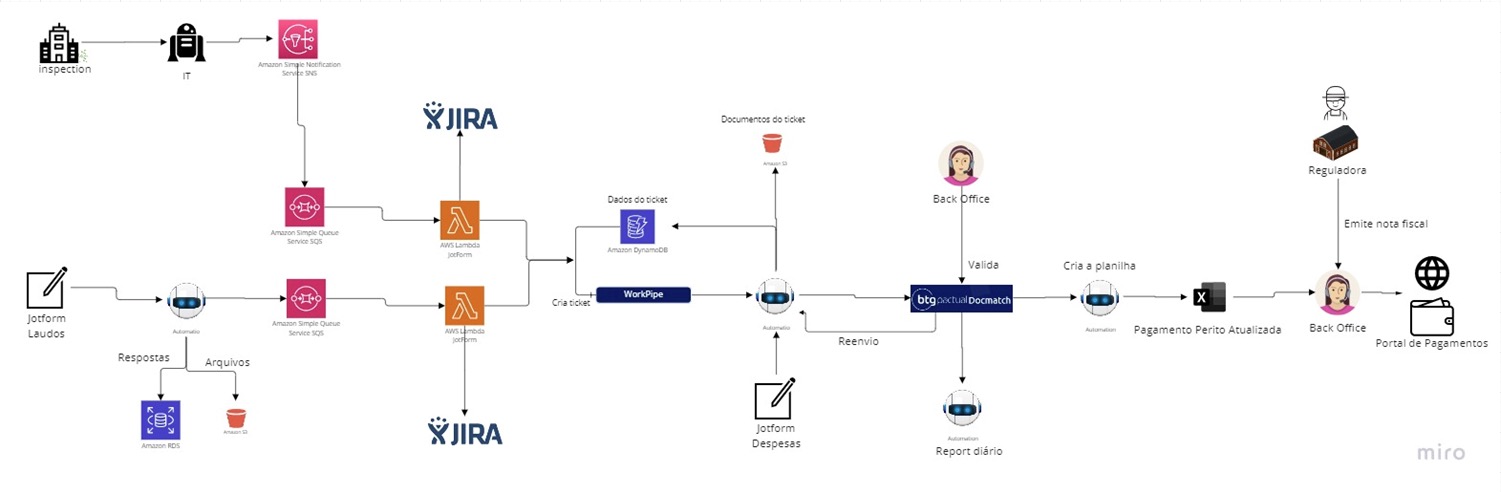 inspection
IT
Amazon Simple Notification
Service SNS
JIRA
Documentos do ticket
Amazon S3
Back Office
Reguladora
Emite nota fiscal
Amazon Simple Queue
Service SQS
AWS Lambda
JotForm
Dados do ticket
Amazon DynamoDB
Valida
Cria a planilha
Jotform
Laudos
Automatio
Amazon Simple Queue
Service SQS
AWS Lambda
JotForm
Cria ticket
WorkPipe
Automatio
btg pactual Docmatch
Automation
Pagamento Perito Atualizada
Back Office
Portal de Pagamentos
Reenvio
Respostas
Arquivos
Amazon RDS
Amazon S3
JIRA
Jotform
Despesas
Automation
Report diário
miro